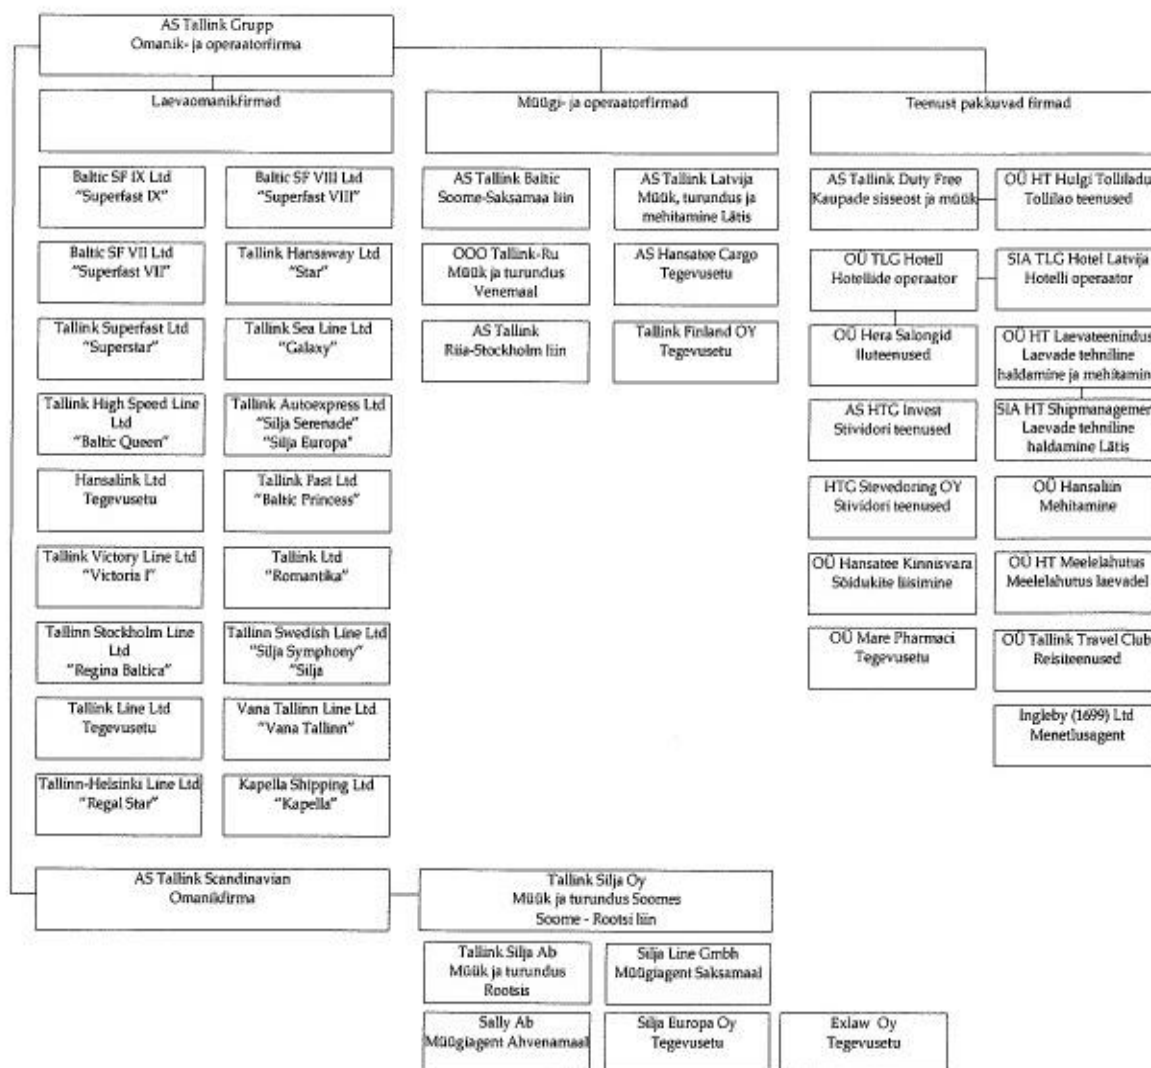 AS Tallink Grupp
Omanik- ja operaatorfirma
Laevaomanikfirmad
Müügi- ja operaatorfirmad
Teenust pakkuvad firmad
Baltic SF IX Ltd
"Superfast IX"
Baltic SF VIII Ltd
"Superfast VIII"
Baltic SF VII Ltd
"Superfast VII"
Tallink Hansaway Ltd
"Star"
Tallink Superfast Ltd
"Superstar"
Tallink Sea Line Ltd
"Galaxy"
Tallink High Speed Line
Ltd
"Baltic Queen"
Tallink Autoexpress Ltd
"Silja Serenade"
"Silja Europa"
Hansalink Ltd
Tegevusetu
Tallink Fast Ltd
"Baltic Princess"
Tallink Victory Line Ltd
"Victoria I"
Tallink Ltd
"Romantika"
Tallinn Stockholm Line
Ltd
"Regina Baltica"
Tallinn Swedish Line Ltd
"Silja Symphony"
"Silja
Tallink Line Ltd
Tegevusetu
Vana Tallinn Line Ltd
"Vana Tallinn"
Tallinn-Helsinki Line Ltd
"Regal Star"
Kapella Shipping Ltd
"Kapella"
AS Tallink Baltic
Soome-Saksamaa liin
AS Tallink Latvija
Müük, turundus ja
mehitamine Lätis
OOO Tallink-Ru
Müük ja turundus
Venemaal
AS Hansatee Cargo
Tegevusetu
AS Tallink
Riia-Stockholm liin
Tallink Finland OY
Tegevusetu
AS Tallink Duty Free
Kaupade sisseost ja müük
OÜ HT Hulgi Tolliladu
Tollilao teenused
OÜ TLG Hotell
Hotellide operaator
SIA TLG Hotel Latvija
Hotelli operaator
OÜ Hera Salongid
Iluteenused
OÜ HT Laevateenindus
Laevade tehniline
haldamine ja mehitamin
AS HTG Invest
Stividori teenused
SIA HT Shipmanagemen
Laevade tehniline
haldamine Lätis
HTG Stevedoring OY
Stividori teenused
OÜ Hansaliin
Mehitamine
OÜ Hansatee Kinnisvara
Sõidukite liisimine
OÜ HT Meelelahutus
Meelelahutus laevadel
OÜ Mare Pharmaci
Tegevusetu
OÜ Tallink Travel Club
Reisiteenused
Ingleby (1699) Ltd
Menetlusagent
AS Tallink Scandinavian
Omanikfirma
Tallink Silja Oy
Müük ja turundus Soomes
Soome - Rootsi liin
Tallink Silja Ab
Müük ja turundus
Rootsis
Silja Line Gmbh
Müügiagent Saksamaal
Sally Ab
Müügiagent Ahvenamaal
Silja Europa Oy
Tegevusetu
Exlaw Oy
Tegevusetu